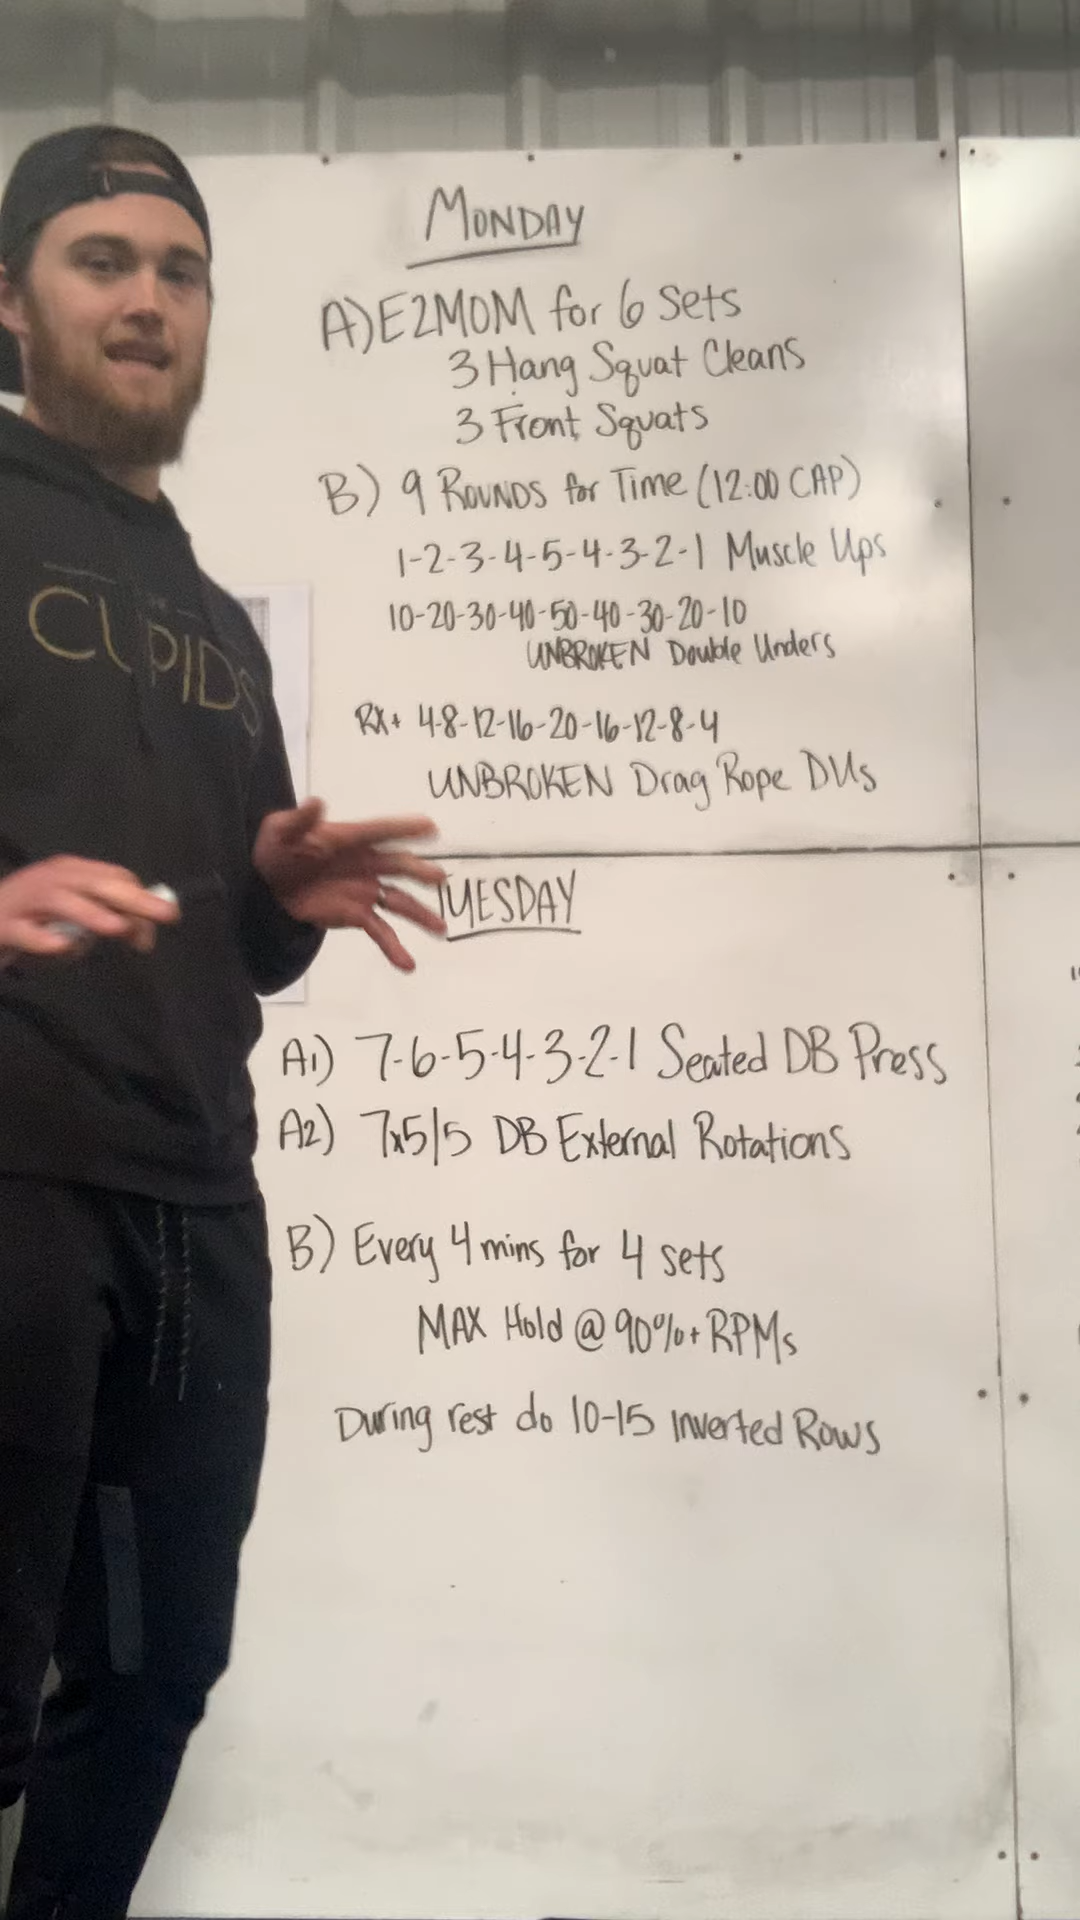 MONDAY
A) E2MOM for 6 Sets
3 Hang Squat Cleans
3 Front Squats
B) 9 ROUNDS for Time (12:00 CAP)
1-2-3-4-5-4-3-2-1 Muscle Ups
10-20-30-40-50-40-30-20-10
UNBROKEN Double Unders
RX+ 4-8-12-16-20-16-12-8-4
UNBROKEN Drag Rope DUs
TUESDAY
A1) 7-6-5-4-3-2-1 Seated DB Press
A2) 7x5/5 DB External Rotations
B) Every 4 mins for 4 sets
MAX Hold @ 90%+ RPMs
During rest do 10-15 Inverted Rows
CUPIDS